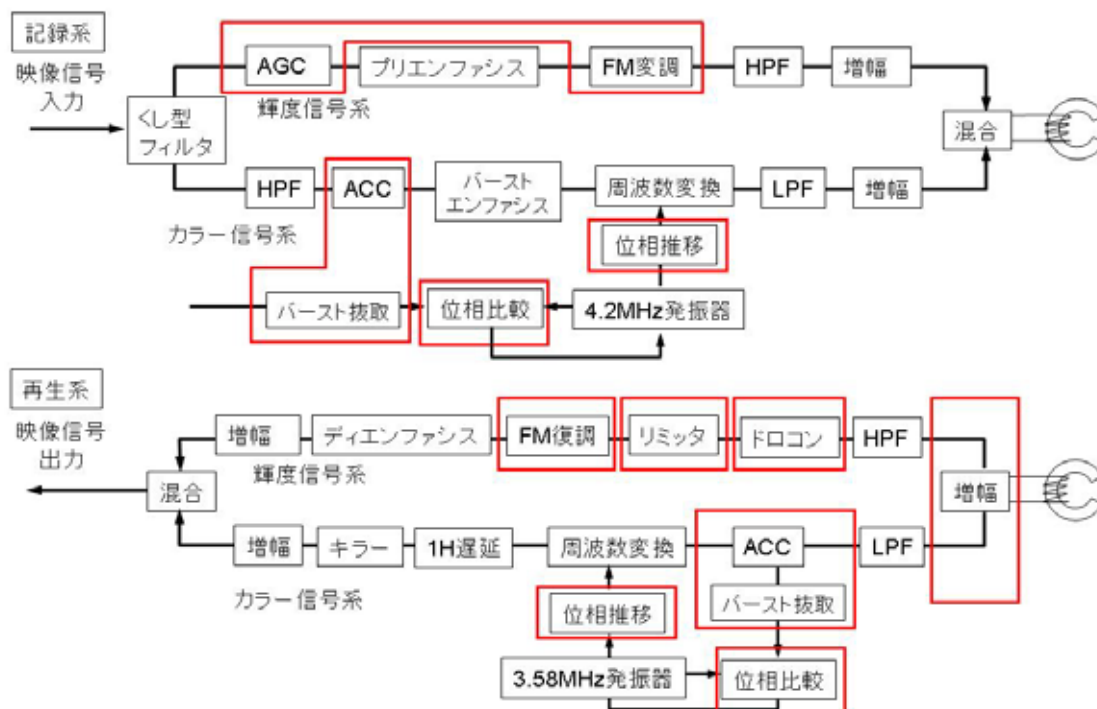 記録系
映像信号
入力
くし型
フィルタ
AGC
プリエンファシス
FM変調
HPF
増幅
輝度信号系
混合
HPF
ACC
バースト
エンファシス
周波数変換
LPF
増幅
カラー信号系
位相推移
バースト抜取
位相比較
4.2MHz発振器
再生系
映像信号
出力
増幅
ディエンファシス
FM復調
リミッタ
ドロコン
HPF
輝度信号系
混合
増幅
増幅
キラー
1H遅延
周波数変換
ACC
LPF
カラー信号系
位相推移
バースト抜取
3.58MHz発振器
位相比較